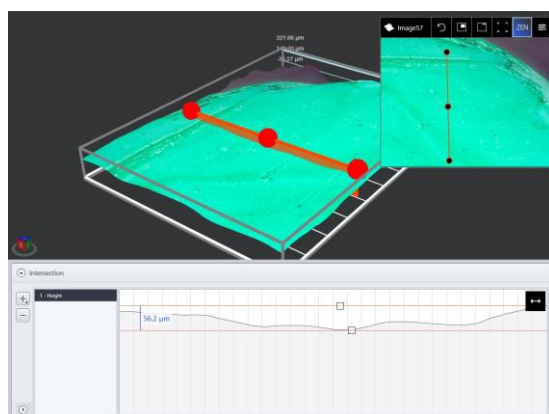 321.66 µm
Image57
ZEN
Intersection
1 - Height
56.2 µm